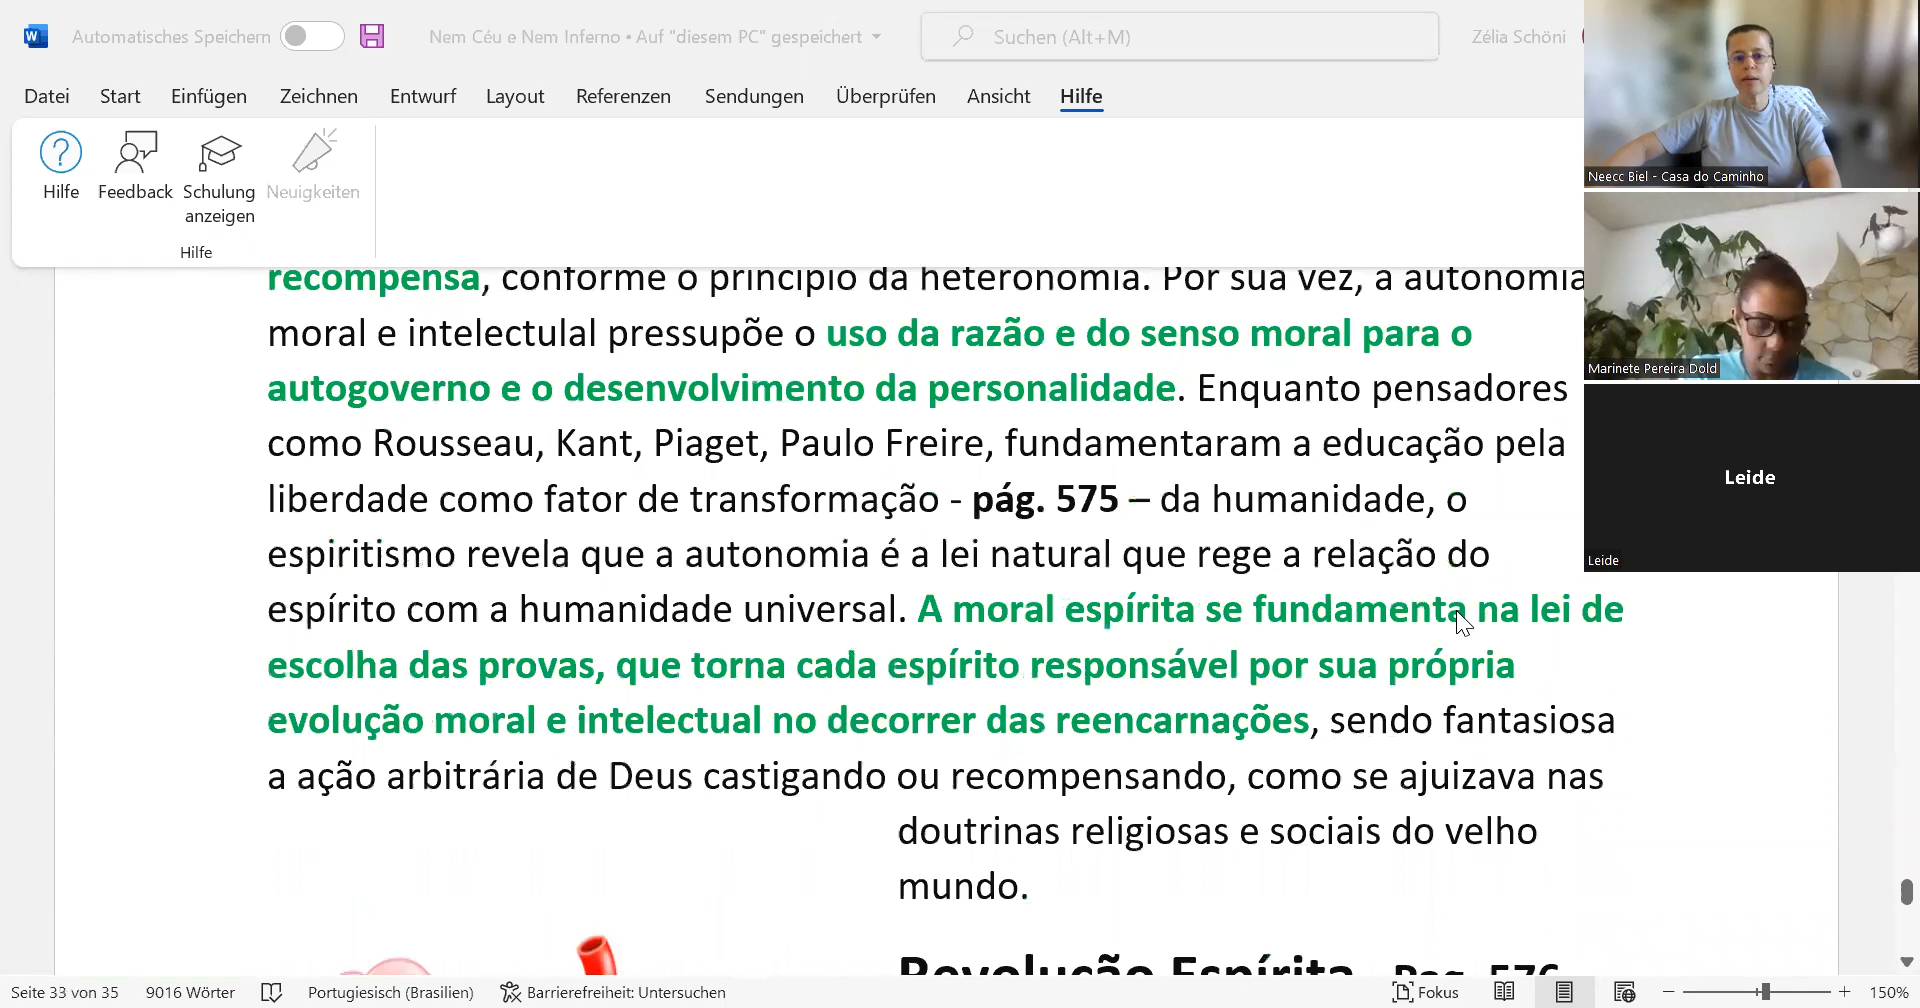 Automatisches Speichern
Nem Céu e Nem Inferno • Auf "diesem PC" gespeichert
Suchen (Alt+M)
Zélia Schöni
Datei Start Einfügen Zeichnen Entwurf Layout Referenzen Sendungen Überprüfen Ansicht Hilfe
Hilfe
Feedback
Schulung
anzeigen
Neuigkeiten
Hilfe
Neecc Biel - Casa do Caminho
Marinete Pereira Dold
Leide
Leide
recompensa, conforme o princípio da heteronomia. Por sua vez, a autonomia
moral e intelectulal pressupõe o uso da razão e do senso moral para o
autogoverno e o desenvolvimento da personalidade. Enquanto pensadores
como Rousseau, Kant, Piaget, Paulo Freire, fundamentaram a educação pela
liberdade como fator de transformação - pág. 575 – da humanidade, o
espiritismo revela que a autonomia é a lei natural que rege a relação do
espírito com a humanidade universal. A moral espírita se fundamenta na lei de
escolha das provas, que torna cada espírito responsável por sua própria
evolução moral e intelectual no decorrer das reencarnações, sendo fantasiosa
a ação arbitrária de Deus castigando ou recompensando, como se ajuizava nas
doutrinas religiosas e sociais do velho
mundo.
Revolução Espírita - Pag. 576
Seite 33 von 35 9016 Wörter Portugiesisch (Brasilien) Barrierefreiheit: Untersuchen Fokus 150%